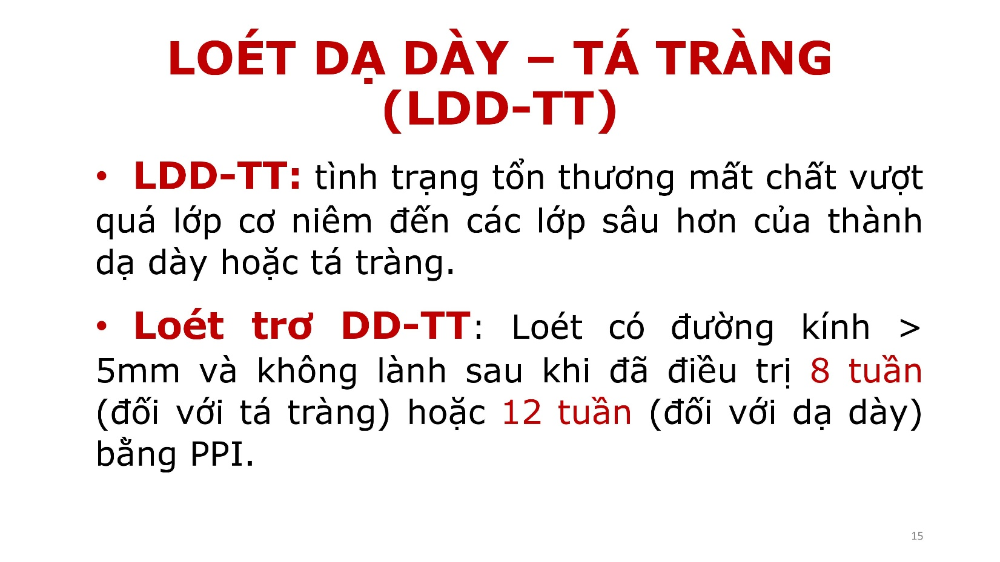 LOÉT DẠ DÀY – TÁ TRÀNG
(LDD-TT)
• LDD-TT: tình trạng tổn thương mất chất vượt
quá lớp cơ niêm đến các lớp sâu hơn của thành
dạ dày hoặc tá tràng.
• Loét trơ DD-TT: Loét có đường kính >
5mm và không lành sau khi đã điều trị 8 tuần
(đối với tá tràng) hoặc 12 tuần (đối với dạ dày)
bằng PPI.
15